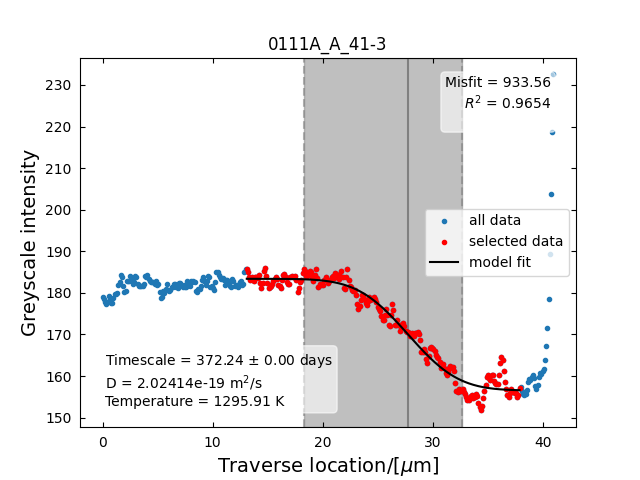 0111A_A_41-3
Greyscale intensity
230
220
210
200
190
180
170
160
150
Misfit = 933.56
R² = 0.9654
all data
selected data
model fit
Timescale = 372.24 ± 0.00 days
D = 2.02414e-19 m²/s
Temperature = 1295.91 K
0 10 20 30 40
Traverse location/[μm]